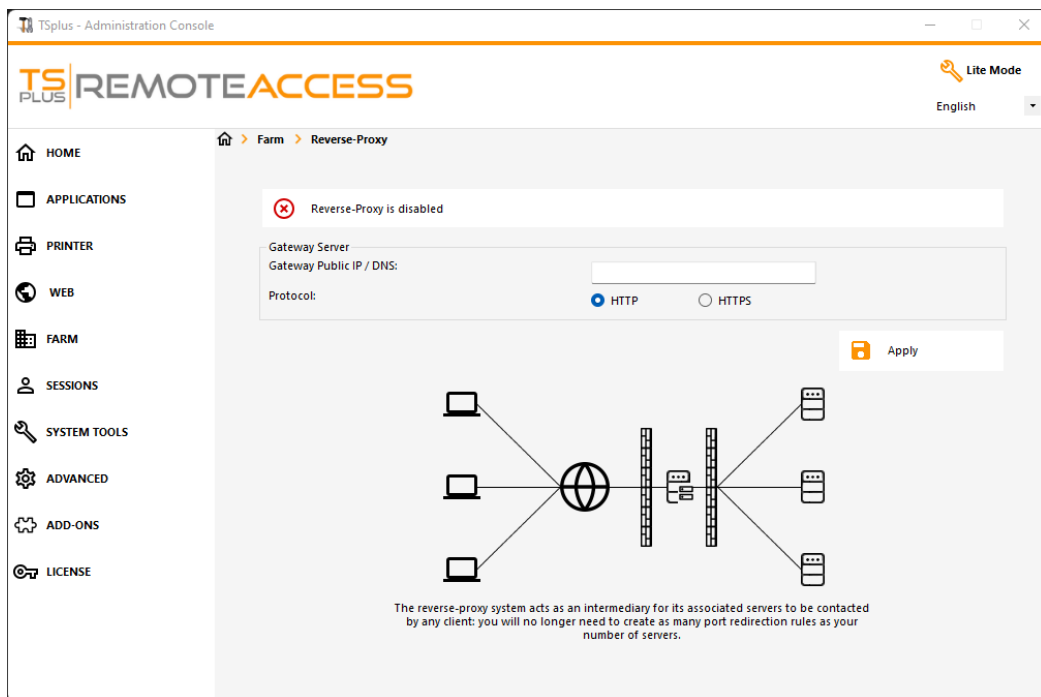 TSplus - Administration Console
TS PLUS REMOTEACCESS
Lite Mode
English
Farm > Reverse-Proxy
HOME
APPLICATIONS
PRINTER
WEB
FARM
SESSIONS
SYSTEM TOOLS
ADVANCED
ADD-ONS
LICENSE
Reverse-Proxy is disabled
Gateway Server
Gateway Public IP / DNS:
Protocol: HTTP HTTPS
Apply
The reverse-proxy system acts as an intermediary for its associated servers to be contacted
by any client: you will no longer need to create as many port redirection rules as your
number of servers.